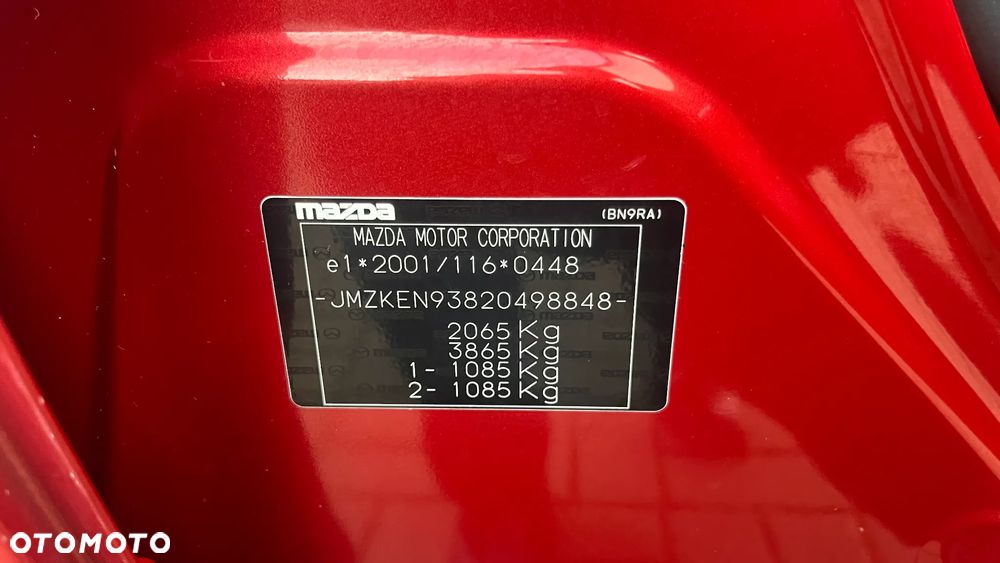 mazda
(BN9RA)
MAZDA MOTOR CORPORATION
e1*2001/116*0448
-JMZKEN93820498848-
2065Kg
3865Kg
1- 1085Kg
2- 1085Kg
OTOMOTO